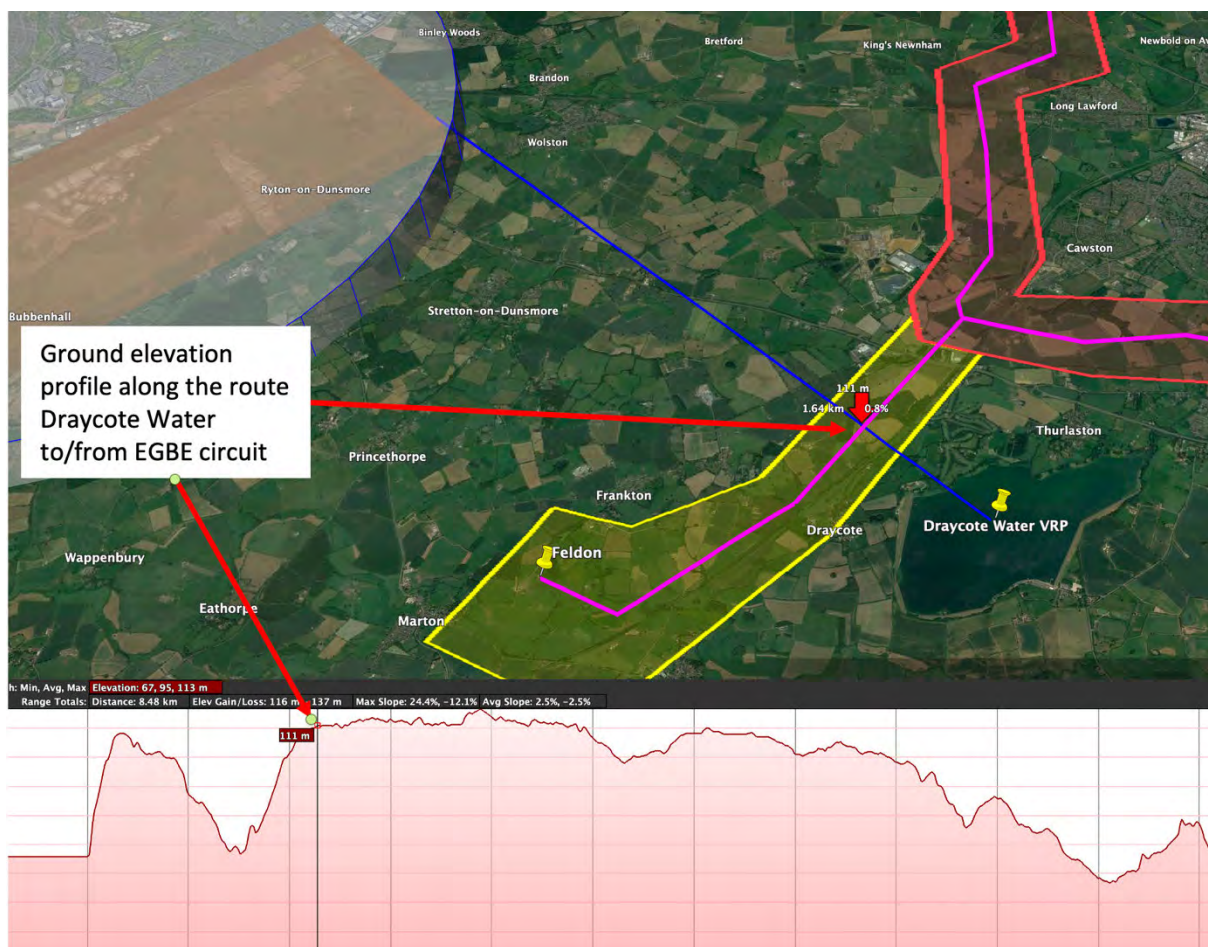 Binley Woods
Bretford
King's Newnham
Newbold on Av
Brandon
Long Lawford
Wolston
Ryton-on-Dunsmore
Cawston
Bubbenhall
Stretton-on-Dunsmore
Ground elevation
profile along the route
Draycote Water
to/from EGBE circuit
111 m
1.64 km 0.8%
Thurlaston
Princethorpe
Frankton
Draycote Water VRP
Draycote
Wappenbury
Feldon
Eathorpe
Marton
h: Min, Avg, Max Elevation: 67, 95, 113 m
Range Totals: Distance: 8.48 km Elev Gain/Loss: 116 m 137 m Max Slope: 24.4%, -12.1% Avg Slope: 2.5%, -2.5%
111 m